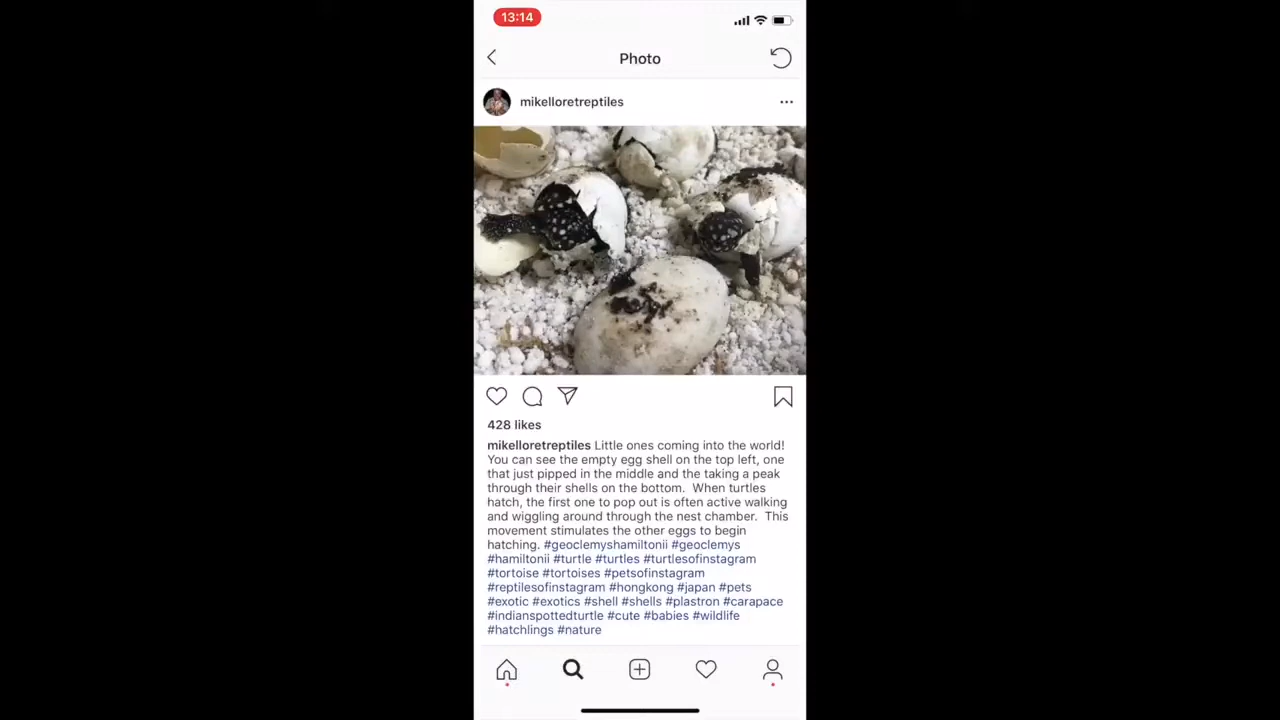 13:14
Photo
mikelloretreptiles
428 likes
mikelloretreptiles Little ones coming into the world!
You can see the empty egg shell on the top left, one
that just pipped in the middle and the taking a peak
through their shells on the bottom.  When turtles
hatch, the first one to pop out is often active walking
and wiggling around through the nest chamber.  This
movement stimulates the other eggs to begin
hatching. #geoclemyshamiltonii #geoclemys
#hamiltonii #turtle #turtles #turtlesofinstagram
#tortoise #tortoises #petsofinstagram
#reptilesofinstagram #hongkong #japan #pets
#exotic #exotics #shell #shells #plastron #carapace
#indianspottedturtle #cute #babies #wildlife
#hatchlings #nature